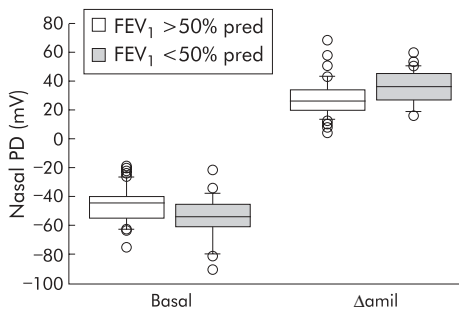 FEV₁ >50% pred
FEV₁ <50% pred
Nasal PD (mV)
80
60
40
20
0
−20
−40
−60
−80
−100
Basal
Δamil